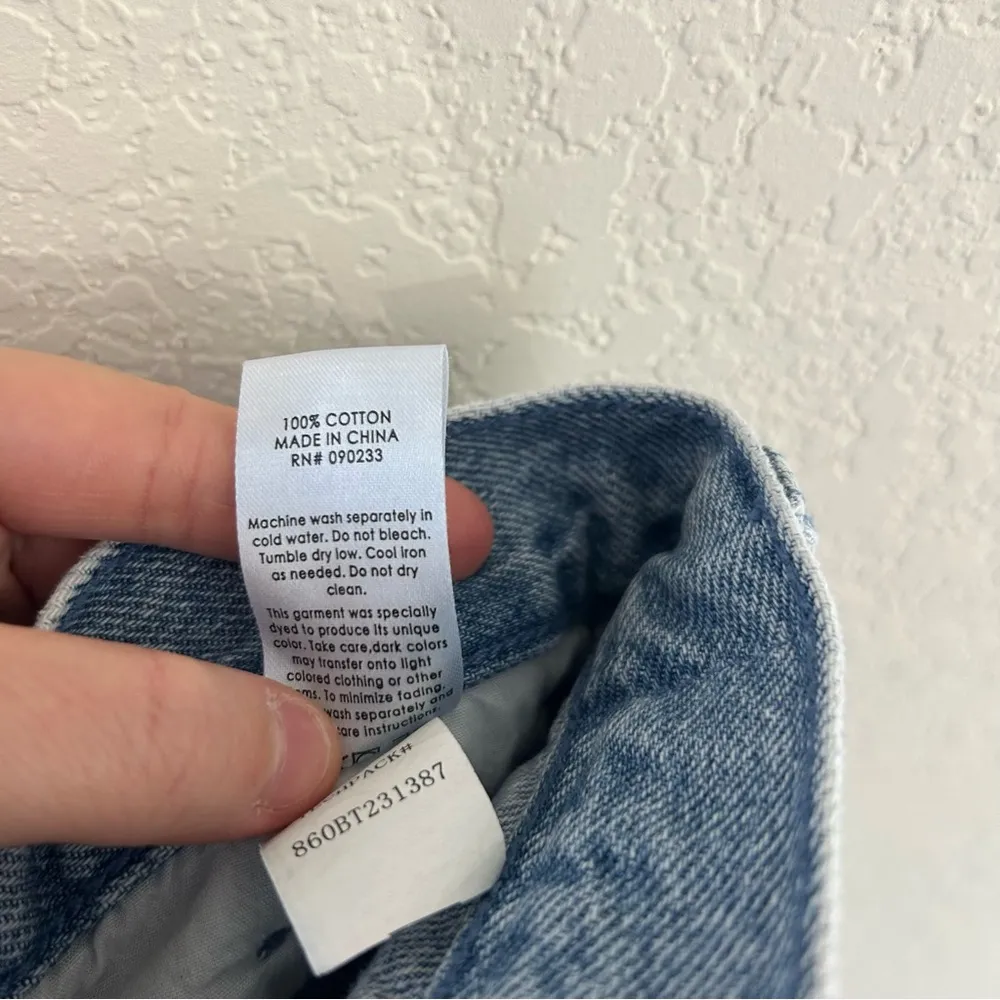 100% COTTON
MADE IN CHINA
RN# 090233
Machine wash separately in
cold water. Do not bleach.
Tumble dry low. Cool iron
as needed. Do not dry
clean.
This garment was specially
dyed to produce its unique
color. Take care,dark colors
may transfer onto light
colored clothing or other
To minimize fading,
wash separately and
care instructions.
860BT231387